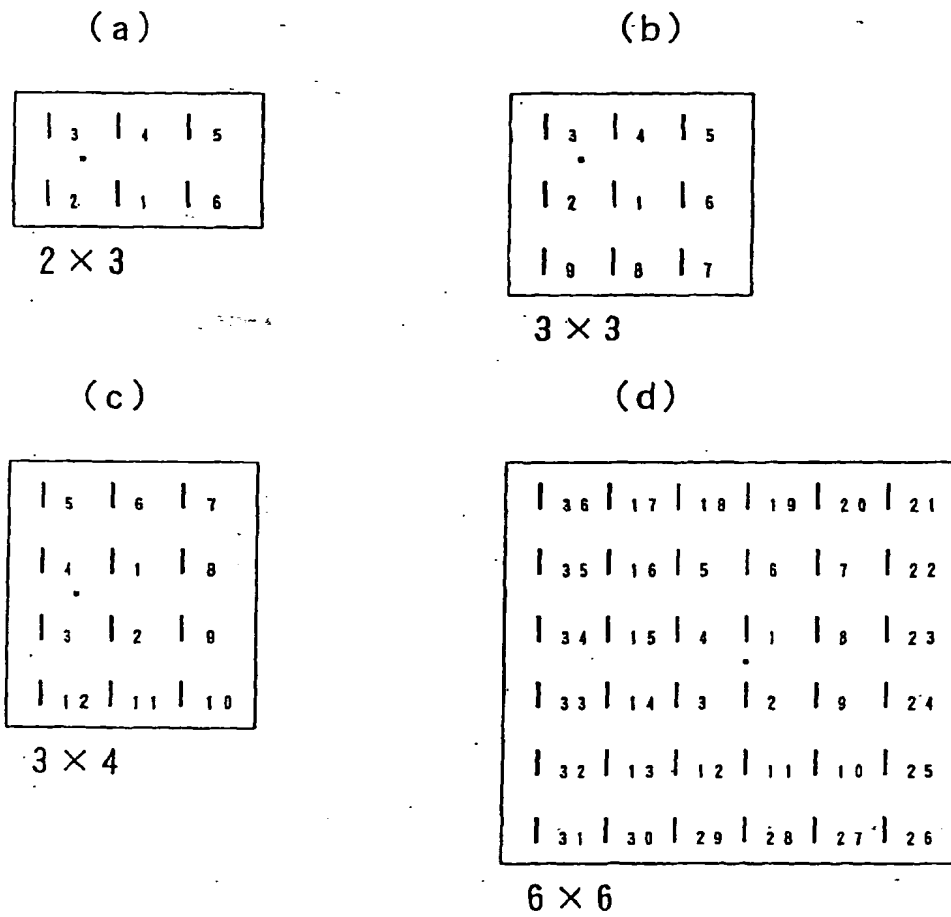 (a)
| 3 | 4 | 5
| 2 | 1 | 6
2 × 3
(b)
| 3 | 4 | 5
| 2 | 1 | 6
| 9 | 8 | 7
3 × 3
(c)
| 5 | 6 | 7
| 4 | 1 | 8
| 3 | 2 | 9
| 12 | 11 | 10
3 × 4
(d)
| 36 | 17 | 18 | 19 | 20 | 21
| 35 | 16 | 5 | 6 | 7 | 22
| 34 | 15 | 4 | 1 | 8 | 23
| 33 | 14 | 3 | 2 | 9 | 24
| 32 | 13 | 12 | 11 | 10 | 25
| 31 | 30 | 29 | 28 | 27 | 26
6 × 6